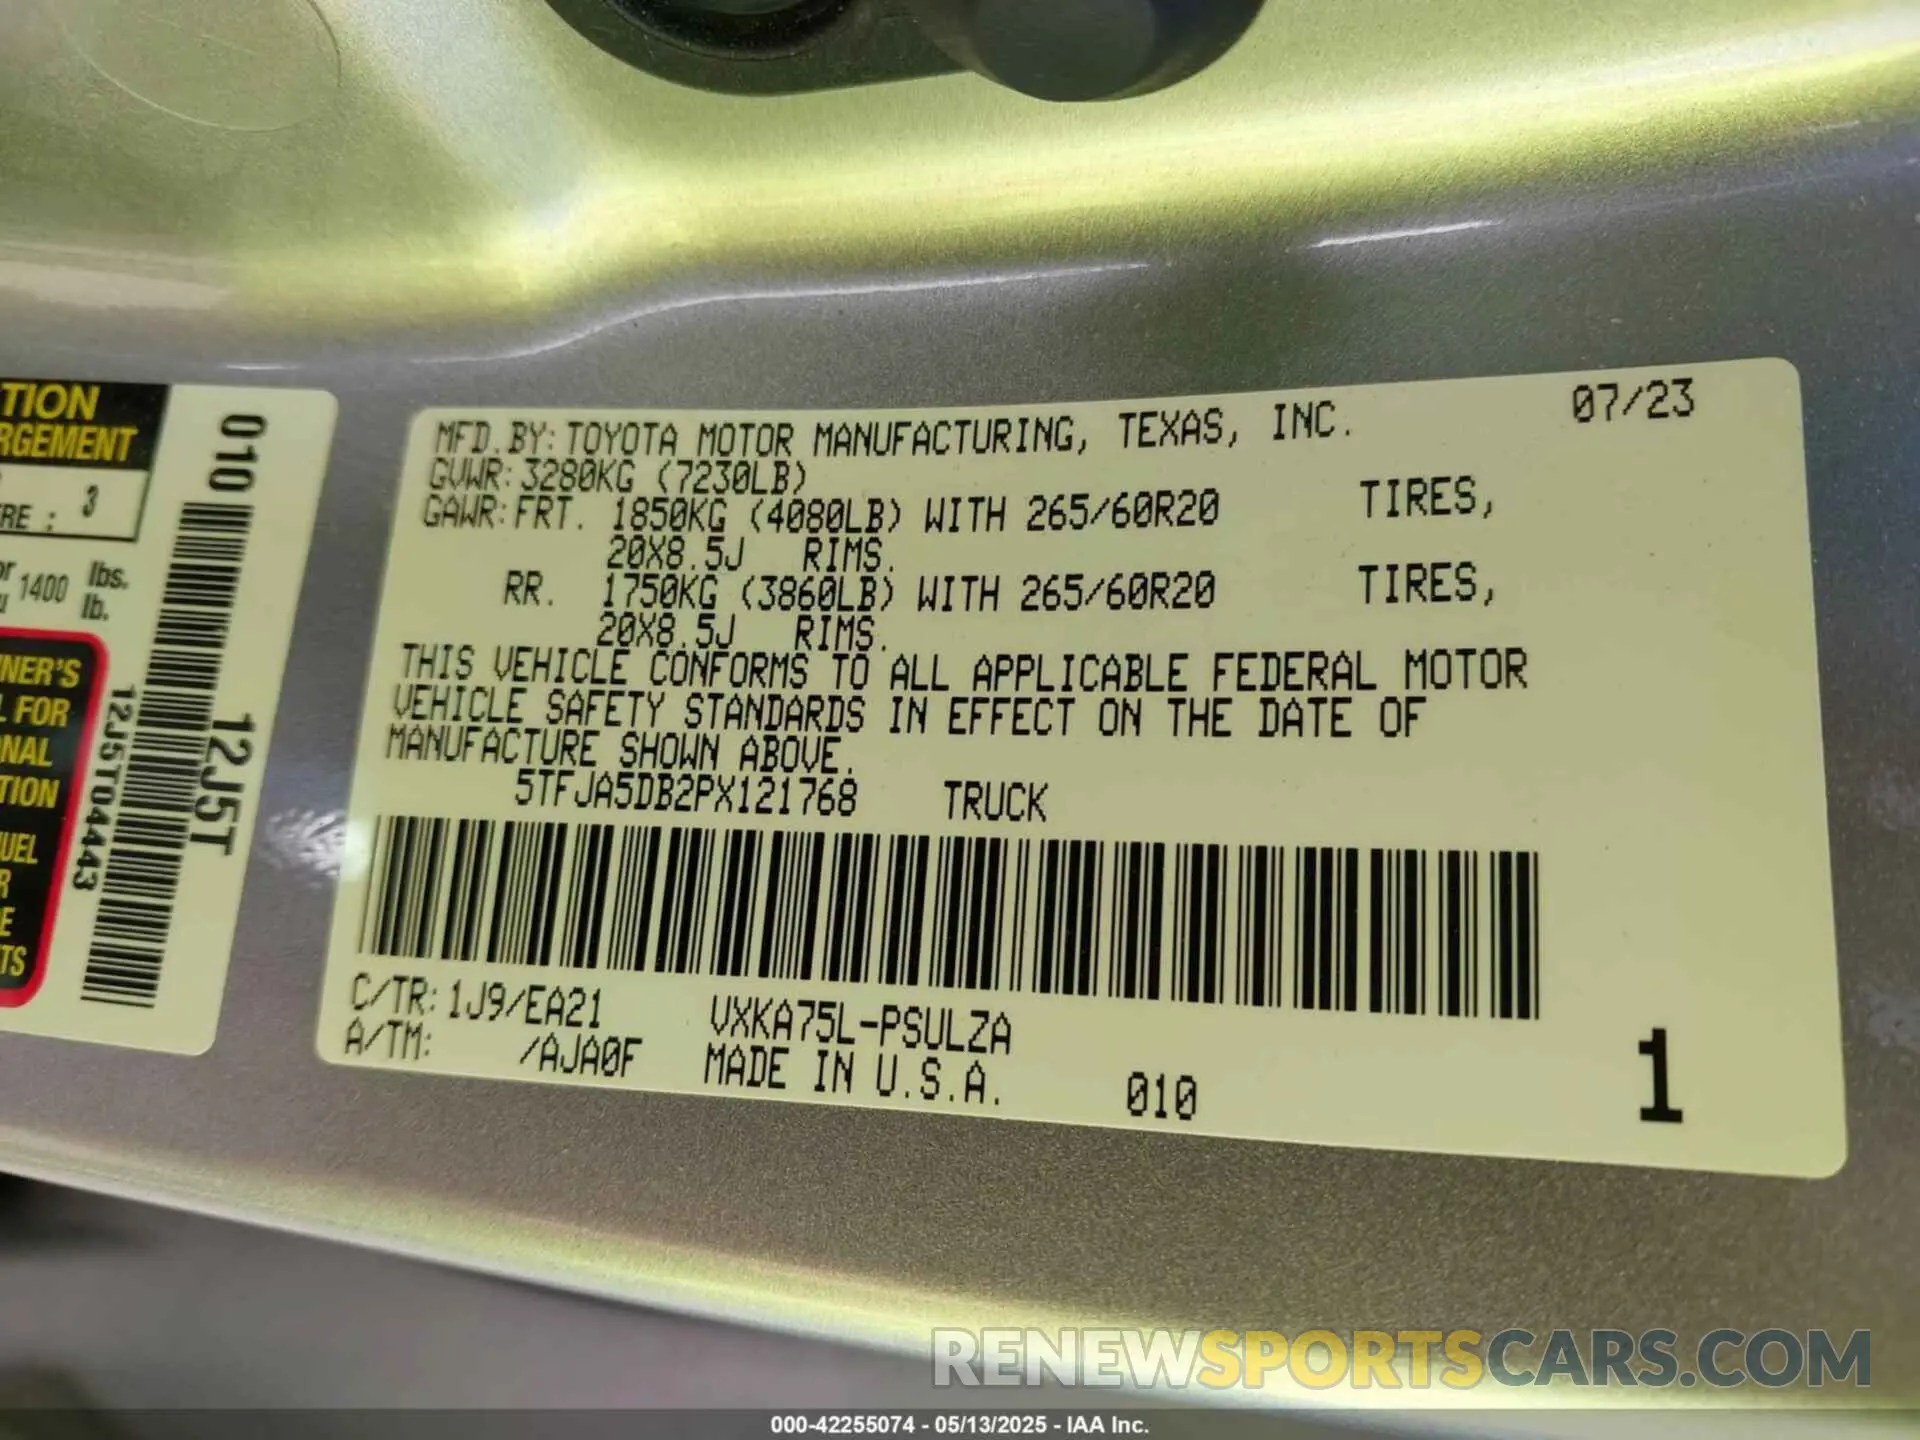 TION
RGEMENT
RE : 3
or 1400 lbs.
lb.
NER'S
L FOR
NAL
TION
UEL
R
E
TS
010
12J5T
12J5T04443
MFD.BY:TOYOTA MOTOR MANUFACTURING, TEXAS, INC. 07/23
GVWR:3280KG (7230LB)
GAWR:FRT. 1850KG (4080LB) WITH 265/60R20 TIRES,
20X8.5J RIMS.
RR. 1750KG (3860LB) WITH 265/60R20 TIRES,
20X8.5J RIMS.
THIS VEHICLE CONFORMS TO ALL APPLICABLE FEDERAL MOTOR
VEHICLE SAFETY STANDARDS IN EFFECT ON THE DATE OF
MANUFACTURE SHOWN ABOVE.
5TFJA5DB2PX121768 TRUCK
C/TR:1J9/EA21 VXKA75L-PSULZA
A/TM: /AJA0F MADE IN U.S.A. 010 1
RENEWSPORTSCARS.COM
000-42255074 - 05/13/2025 - IAA Inc.